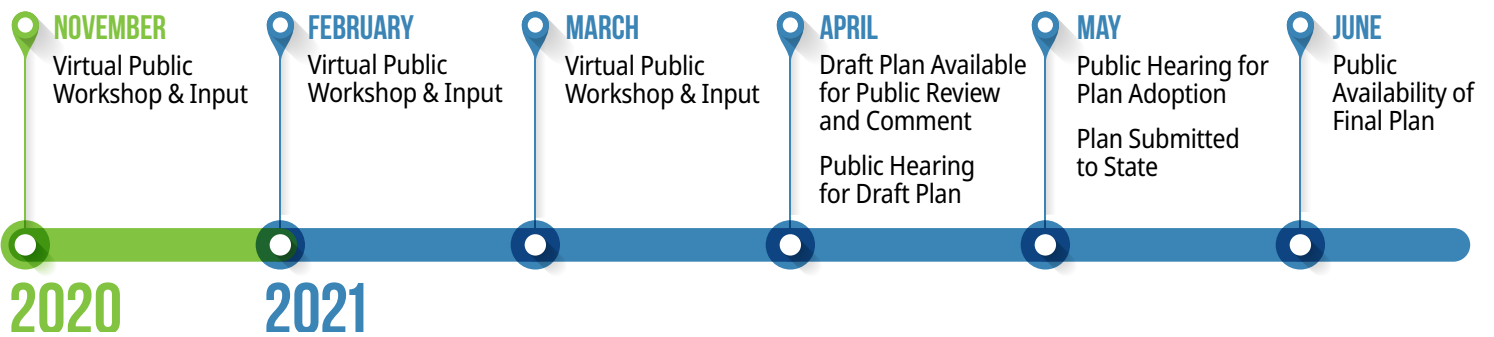 NOVEMBER
Virtual Public
Workshop & Input
FEBRUARY
Virtual Public
Workshop & Input
MARCH
Virtual Public
Workshop & Input
APRIL
Draft Plan Available
for Public Review
and Comment
Public Hearing
for Draft Plan
MAY
Public Hearing for
Plan Adoption
Plan Submitted
to State
JUNE
Public
Availability of
Final Plan
2020
2021